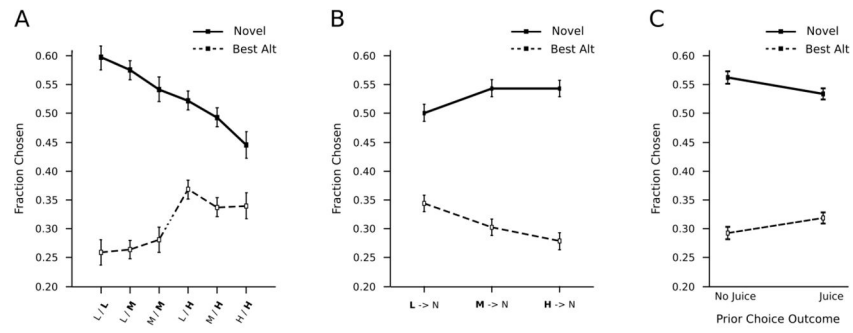 A
Novel
Best Alt
Fraction Chosen
0.60
0.55
0.50
0.45
0.40
0.35
0.30
0.25
0.20
L / L
L / M
M / M
L / H
M / H
H / H
B
Novel
Best Alt
Fraction Chosen
0.60
0.55
0.50
0.45
0.40
0.35
0.30
0.25
0.20
L -> N
M -> N
H -> N
C
Novel
Best Alt
Fraction Chosen
0.60
0.55
0.50
0.45
0.40
0.35
0.30
0.25
0.20
No Juice
Juice
Prior Choice Outcome